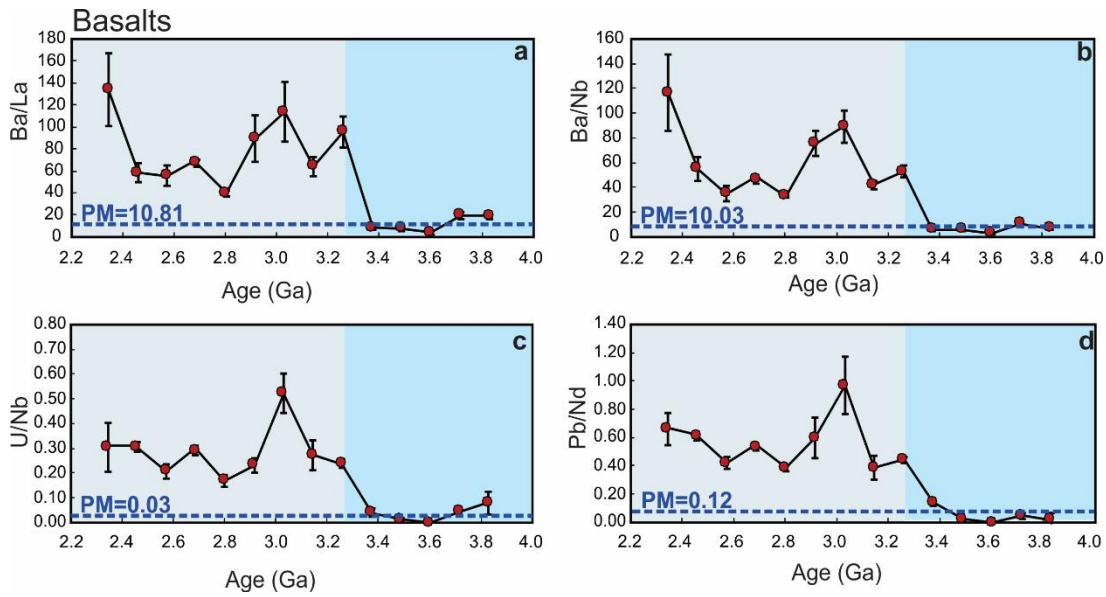 Basalts
a
180
160
140
120
100
80
60
40
20
0
Ba/La
PM=10.81
2.2 2.4 2.6 2.8 3.0 3.2 3.4 3.6 3.8 4.0
Age (Ga)
b
160
140
120
100
80
60
40
20
0
Ba/Nb
PM=10.03
2.2 2.4 2.6 2.8 3.0 3.2 3.4 3.6 3.8 4.0
Age (Ga)
c
0.80
0.70
0.60
0.50
0.40
0.30
0.20
0.10
0.00
U/Nb
PM=0.03
2.2 2.4 2.6 2.8 3.0 3.2 3.4 3.6 3.8 4.0
Age (Ga)
d
1.40
1.20
1.00
0.80
0.60
0.40
0.20
0.00
Pb/Nd
PM=0.12
2.2 2.4 2.6 2.8 3.0 3.2 3.4 3.6 3.8 4.0
Age (Ga)